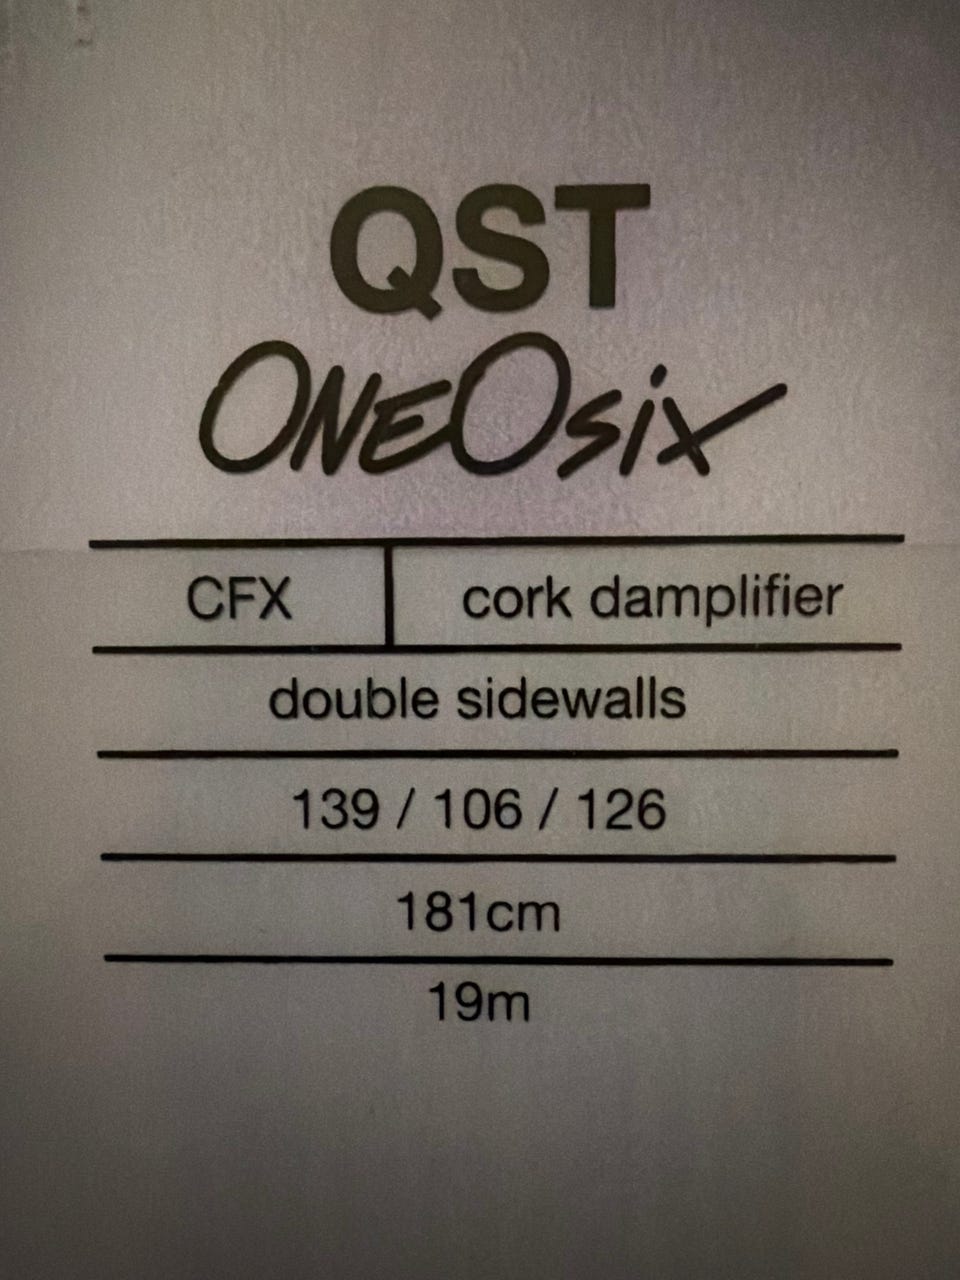 QST
ONEOsix
CFX cork damplifier
double sidewalls
139 / 106 / 126
181cm
19m